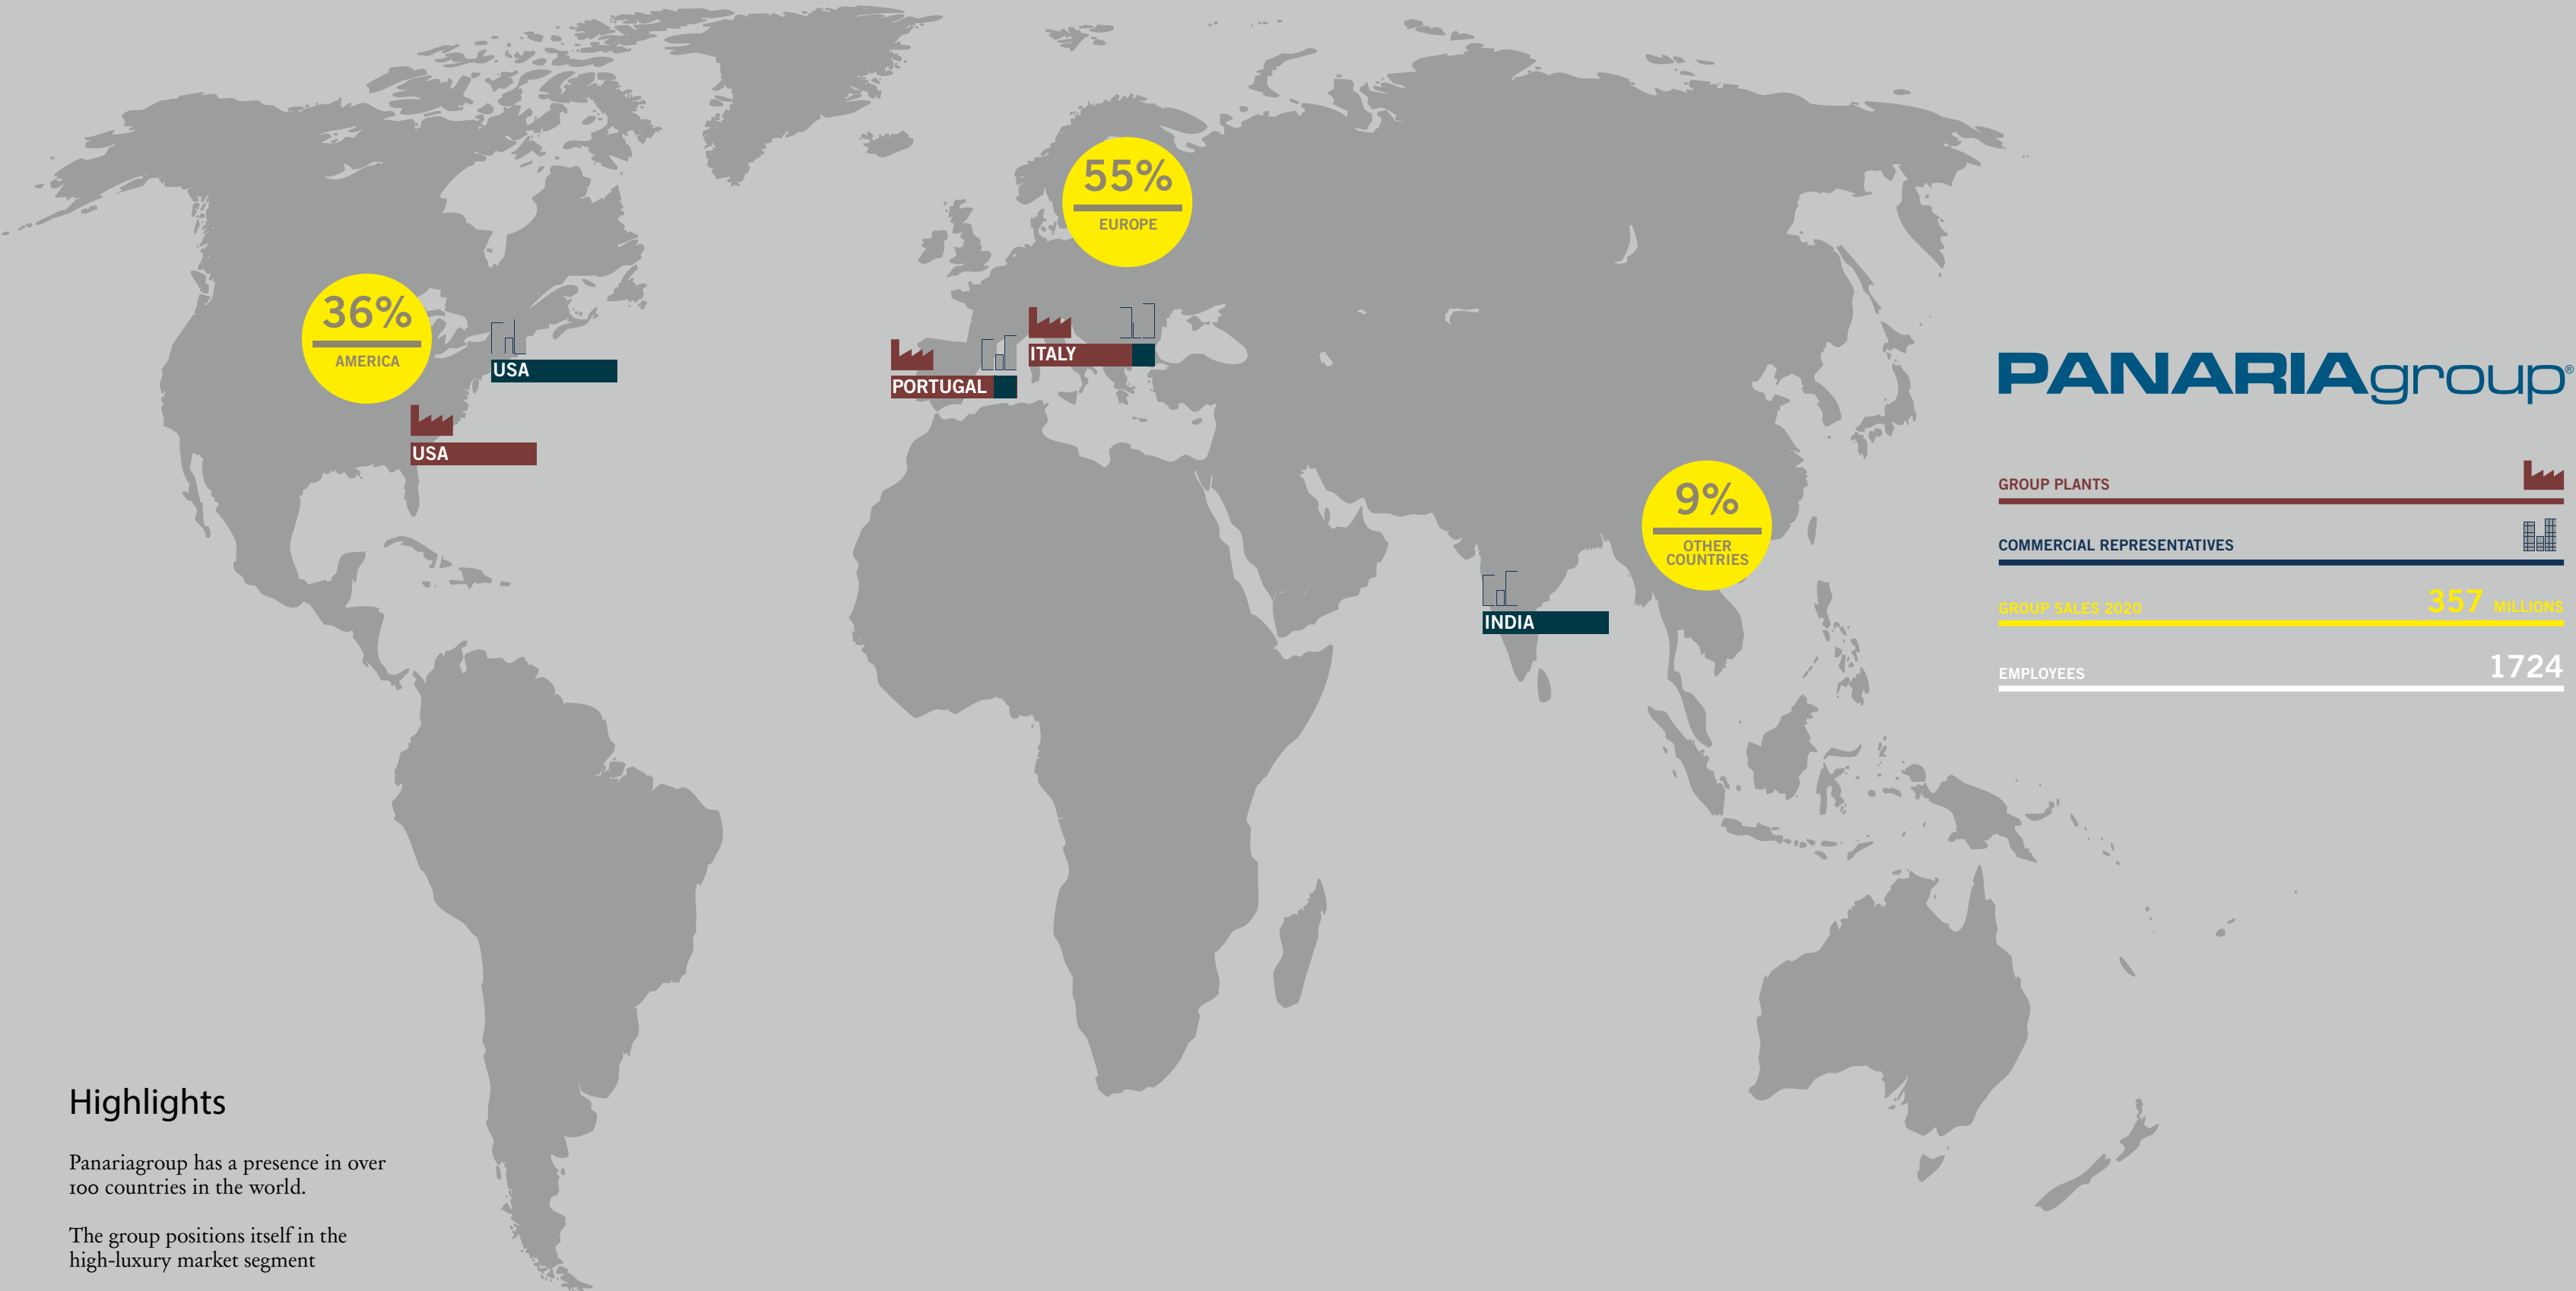 55%
EUROPE
36%
AMERICA
USA
USA
ITALY
PORTUGAL
9%
OTHER
COUNTRIES
INDIA
PANARIAgroup®
GROUP PLANTS
COMMERCIAL REPRESENTATIVES
GROUP SALES 2020 357 MILLIONS
EMPLOYEES 1724
Highlights
Panariagroup has a presence in over
100 countries in the world.
The group positions itself in the
high-luxury market segment